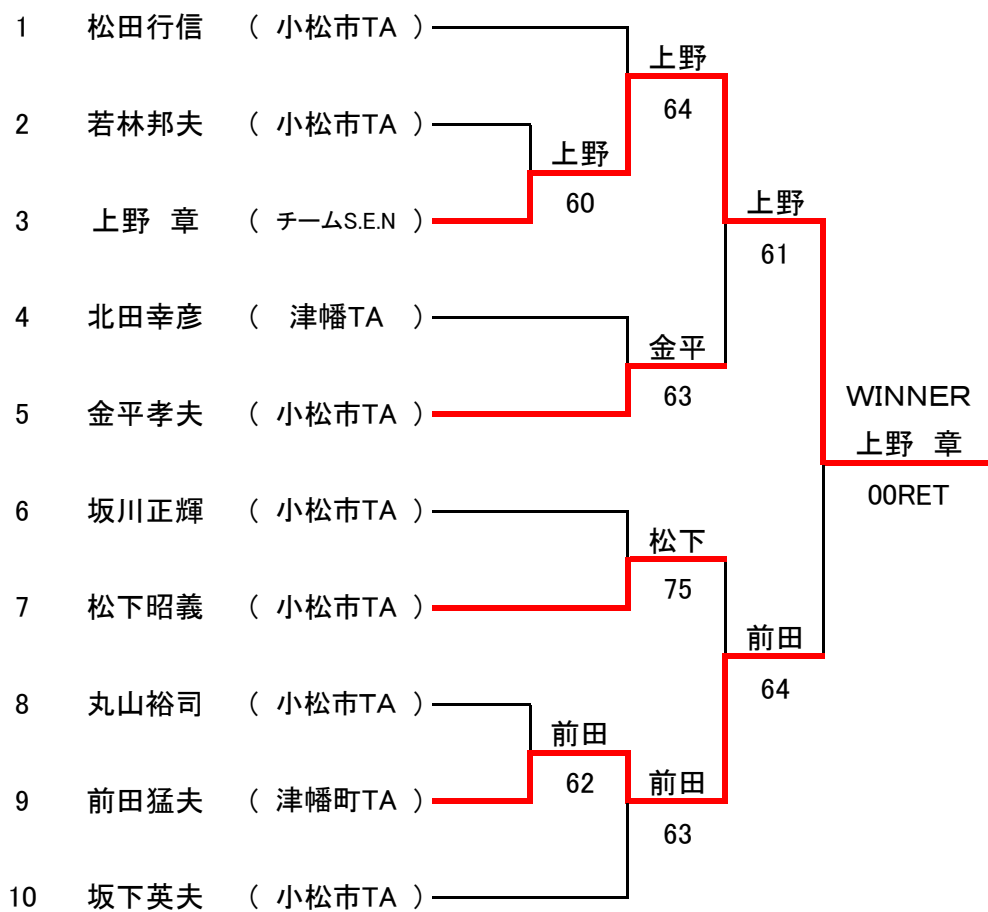 1 松田行信 ( 小松市TA )
上野
64
2 若林邦夫 ( 小松市TA )
上野
60
3 上野 章 ( チームS.E.N )
上野
61
4 北田幸彦 ( 津幡TA )
金平
63
5 金平孝夫 ( 小松市TA )
WINNER
上野 章
00RET
6 坂川正輝 ( 小松市TA )
松下
75
7 松下昭義 ( 小松市TA )
前田
64
8 丸山裕司 ( 小松市TA )
前田
62
9 前田猛夫 ( 津幡町TA )
前田
63
10 坂下英夫 ( 小松市TA )